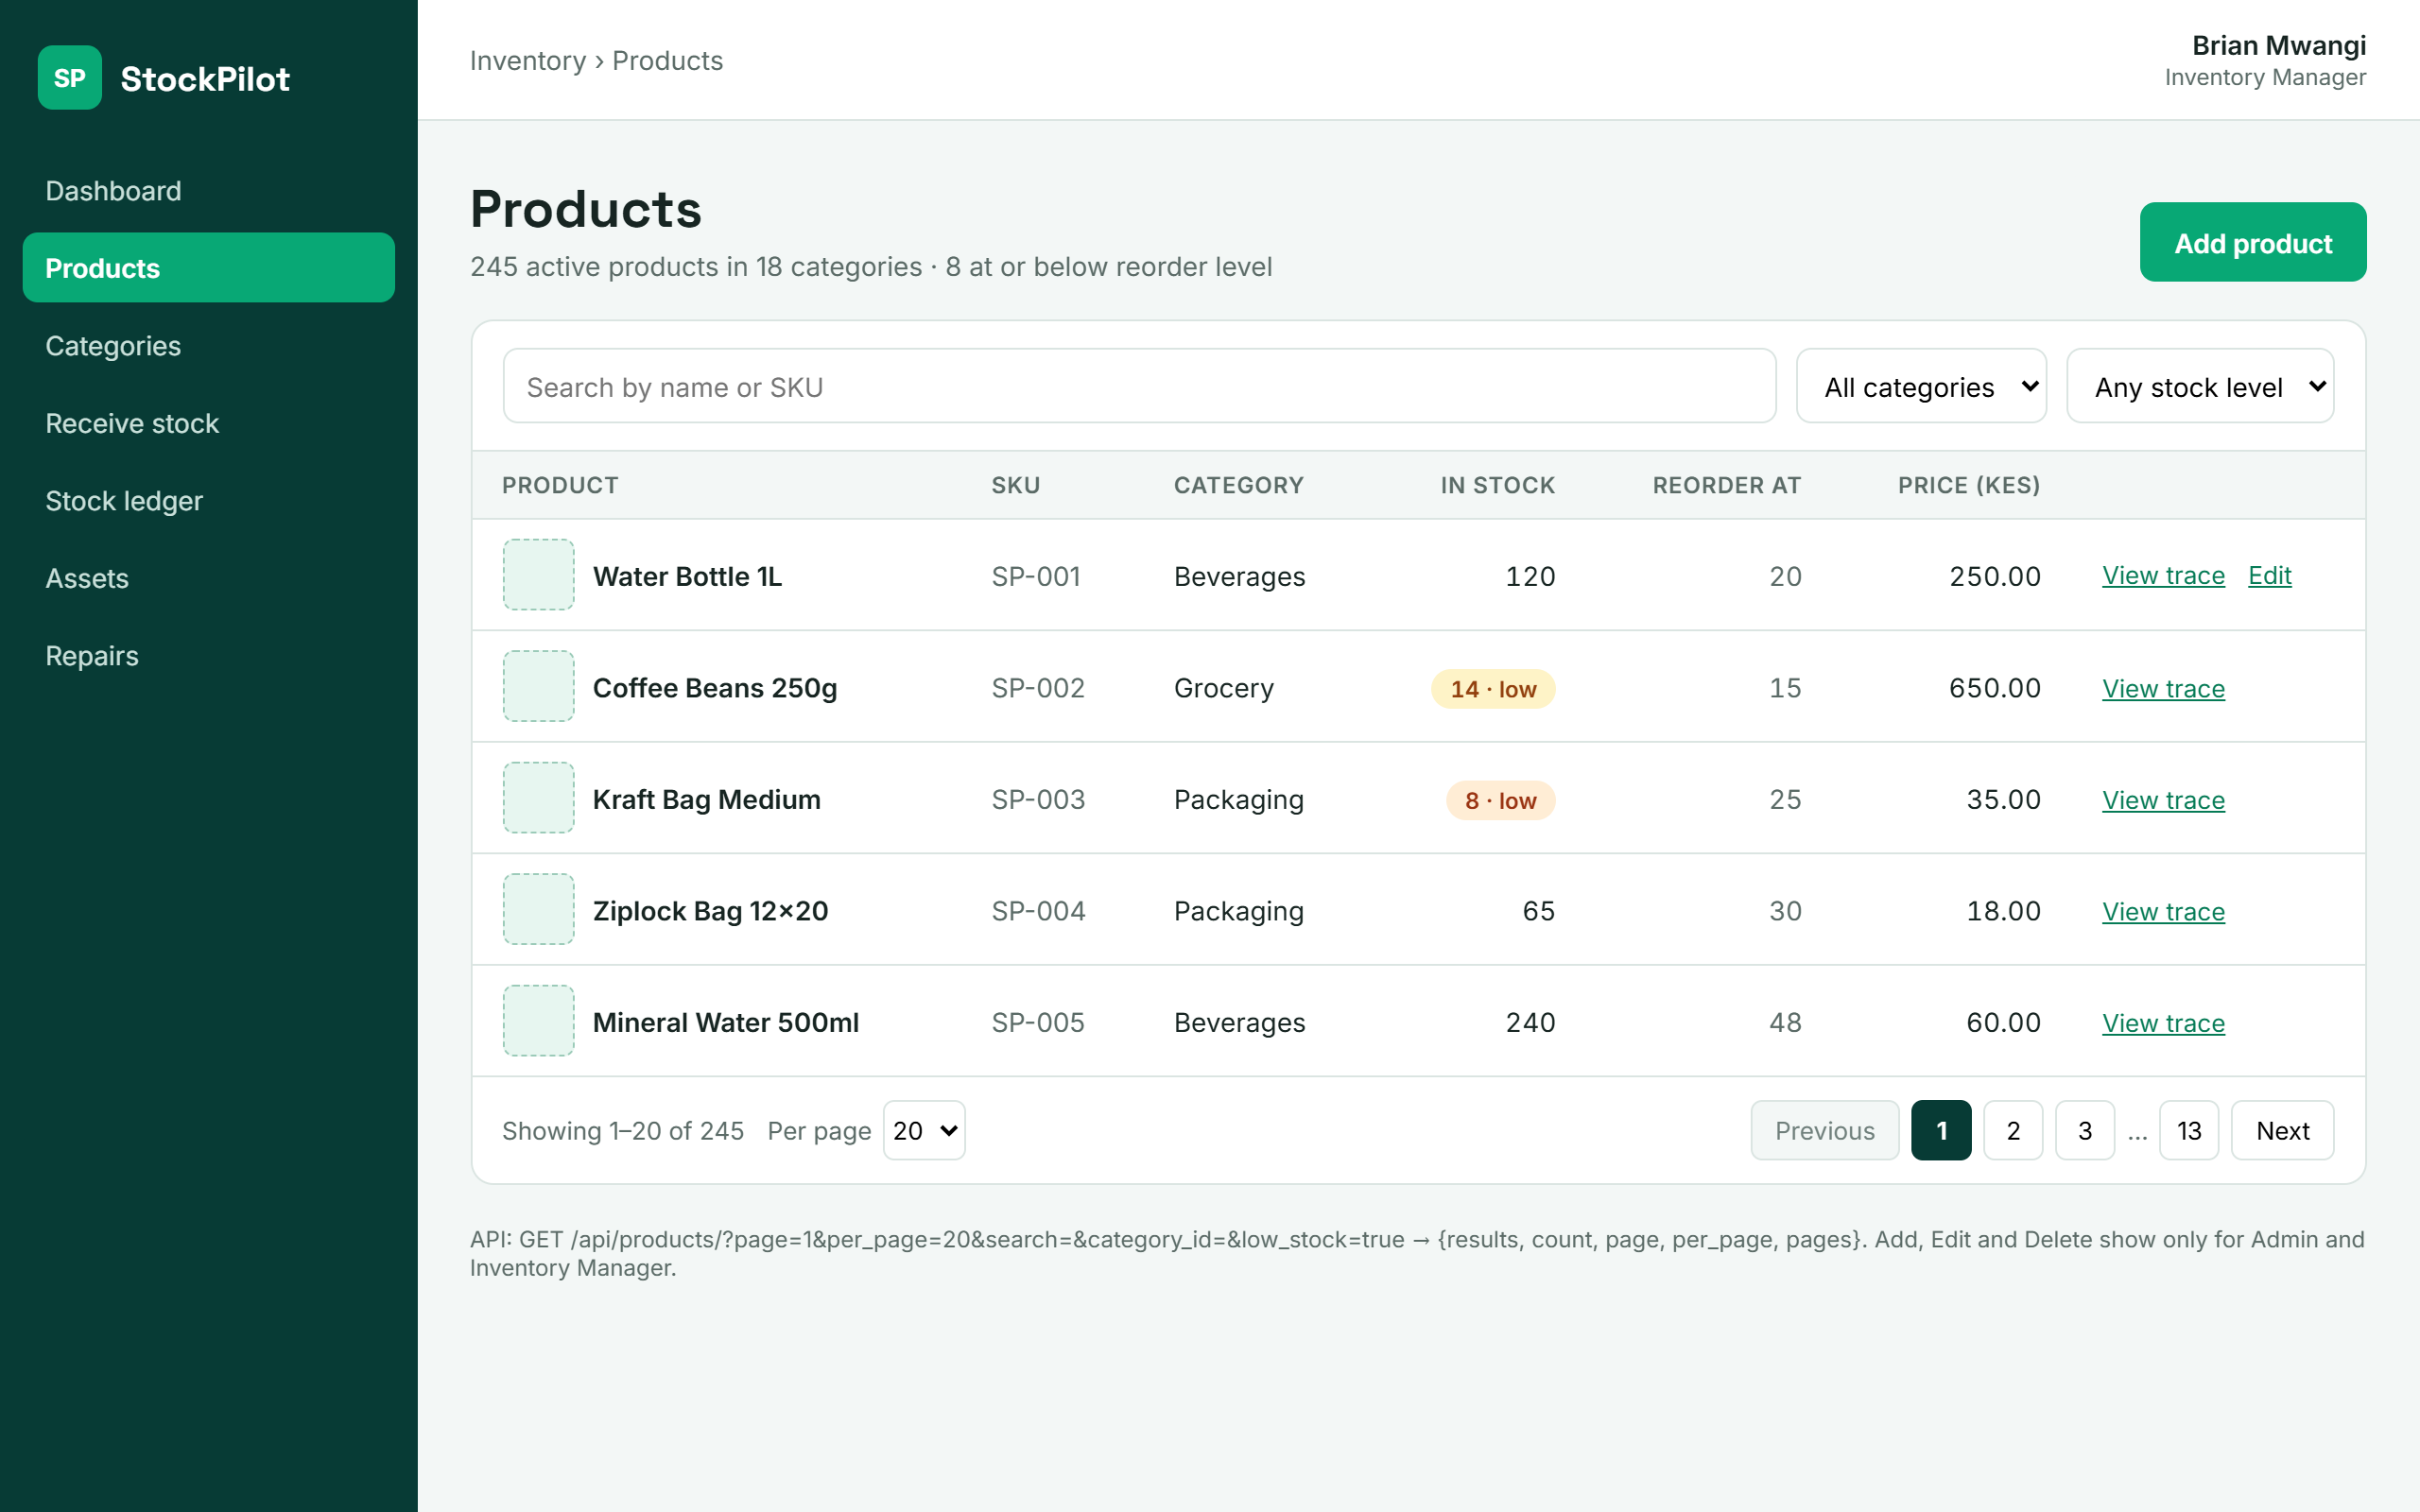 SP StockPilot
Dashboard
Products
Categories
Receive stock
Stock ledger
Assets
Repairs
Inventory › Products
Brian Mwangi
Inventory Manager
Products
245 active products in 18 categories · 8 at or below reorder level
Add product
Search by name or SKU
All categories
Any stock level
PRODUCT SKU CATEGORY IN STOCK REORDER AT PRICE (KES)
Water Bottle 1L SP-001 Beverages 120 20 250.00 View trace Edit
Coffee Beans 250g SP-002 Grocery 14 · low 15 650.00 View trace
Kraft Bag Medium SP-003 Packaging 8 · low 25 35.00 View trace
Ziplock Bag 12×20 SP-004 Packaging 65 30 18.00 View trace
Mineral Water 500ml SP-005 Beverages 240 48 60.00 View trace
Showing 1–20 of 245 Per page 20 Previous 1 2 3 … 13 Next
API: GET /api/products/?page=1&per_page=20&search=&category_id=&low_stock=true → {results, count, page, per_page, pages}. Add, Edit and Delete show only for Admin and
Inventory Manager.